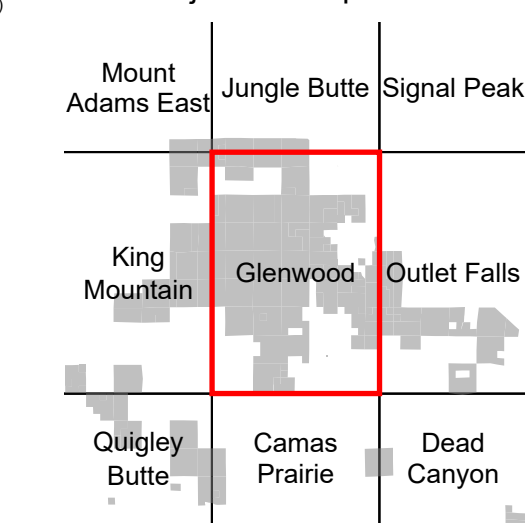 Mount
Adams East
Jungle Butte
Signal Peak
King
Mountain
Glenwood
Outlet Falls
Quigley
Butte
Camas
Prairie
Dead
Canyon